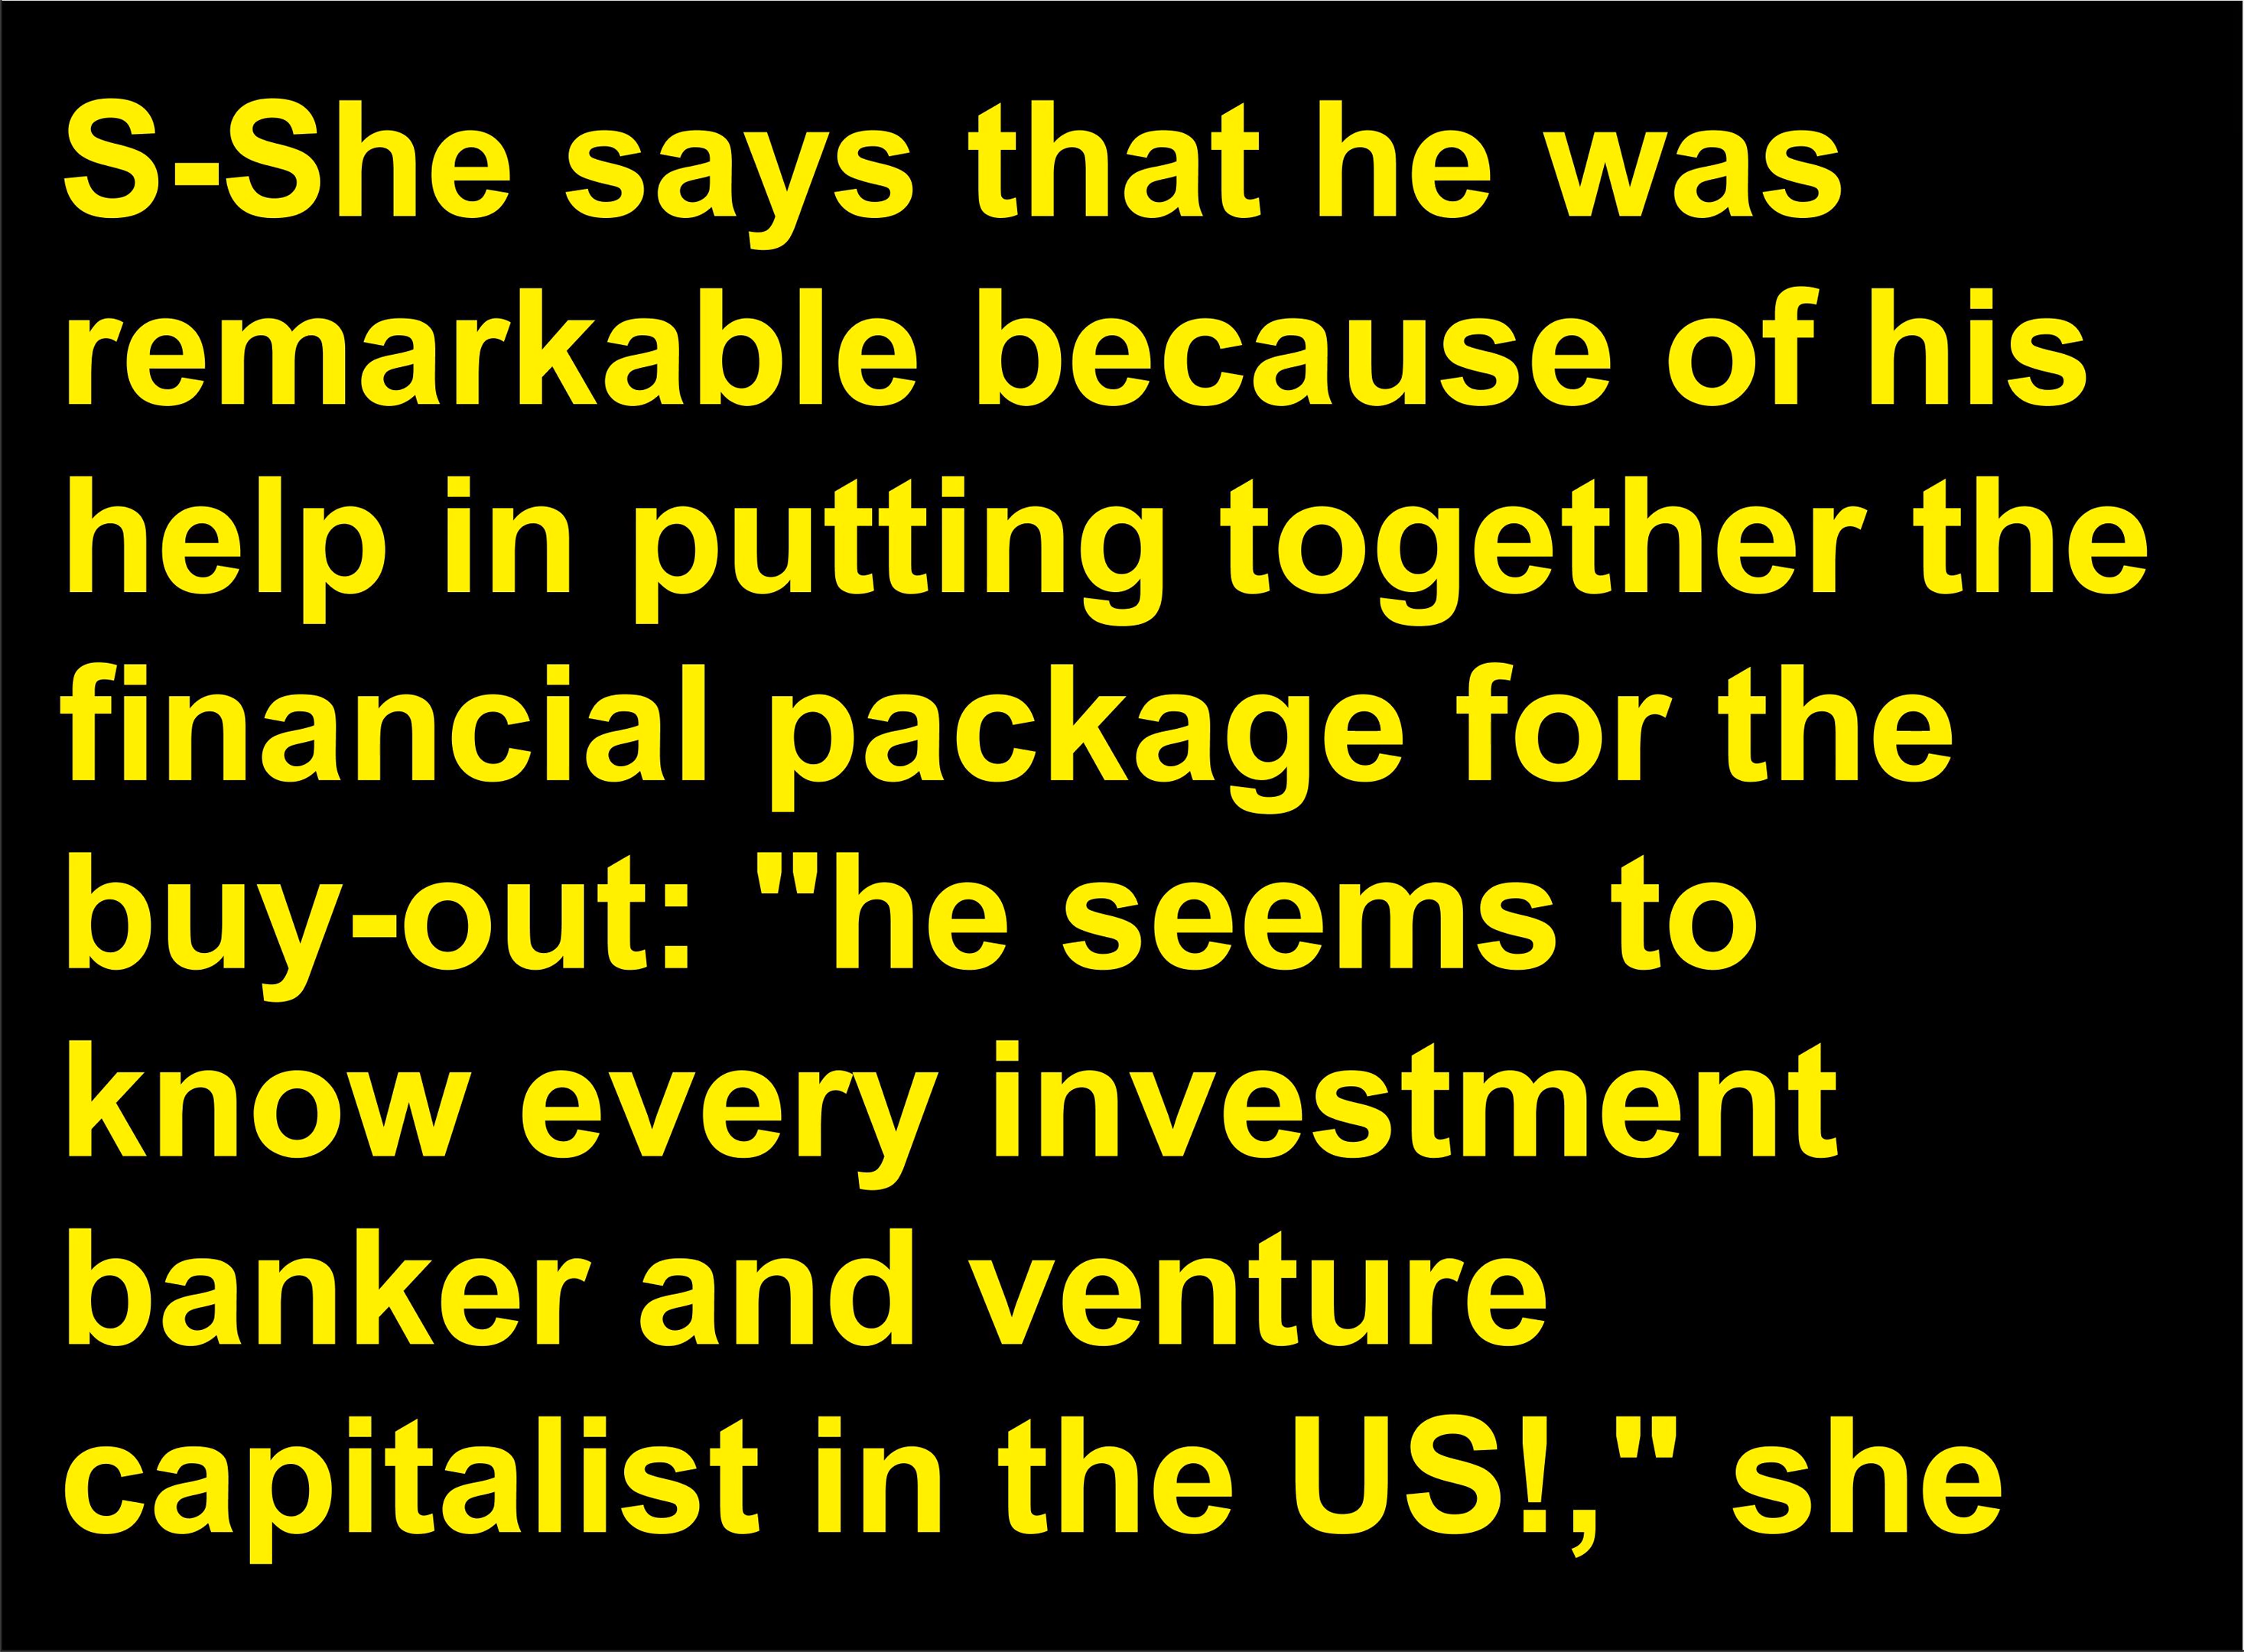 S-She says that he was
remarkable because of his
help in putting together the
financial package for the
buy-out: "he seems to
know every investment
banker and venture
capitalist in the US!," she